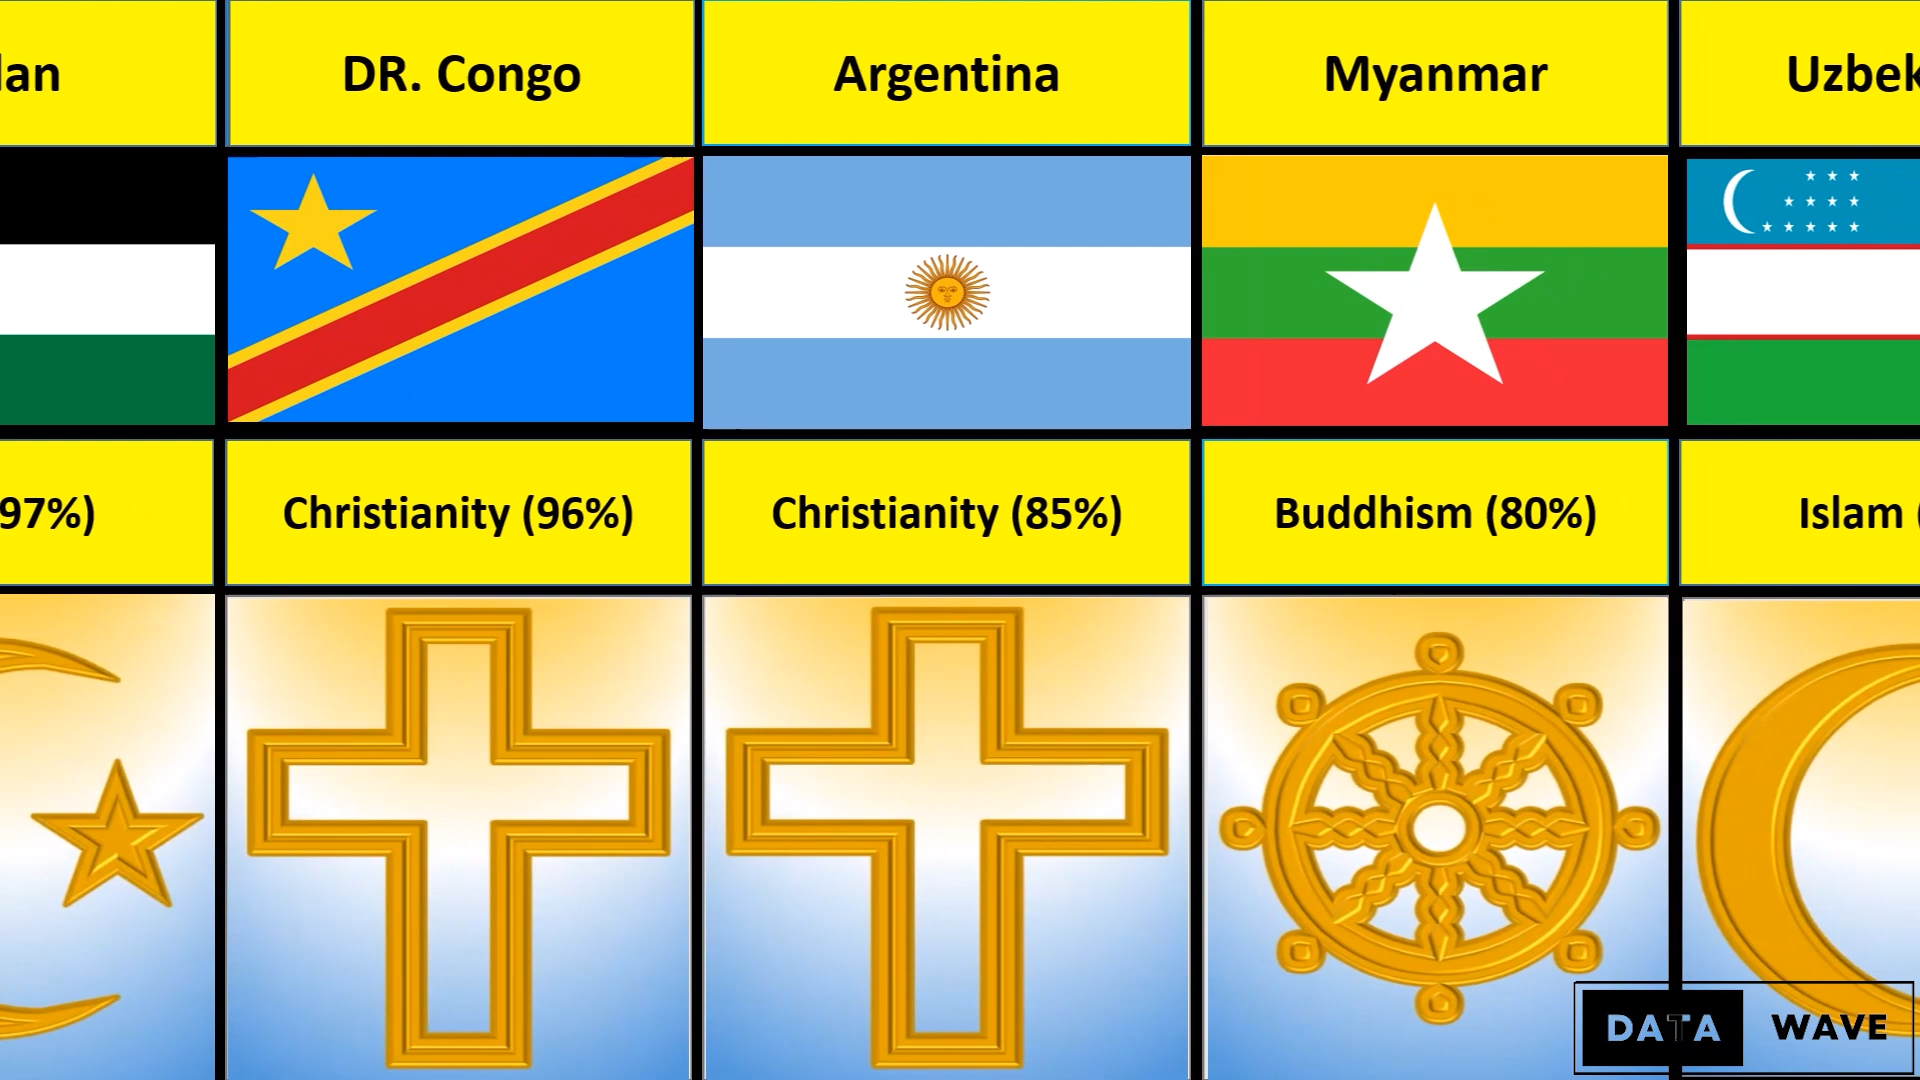 lan
DR. Congo
Argentina
Myanmar
Uzbek
97%)
Christianity (96%)
Christianity (85%)
Buddhism (80%)
Islam (
DATA WAVE